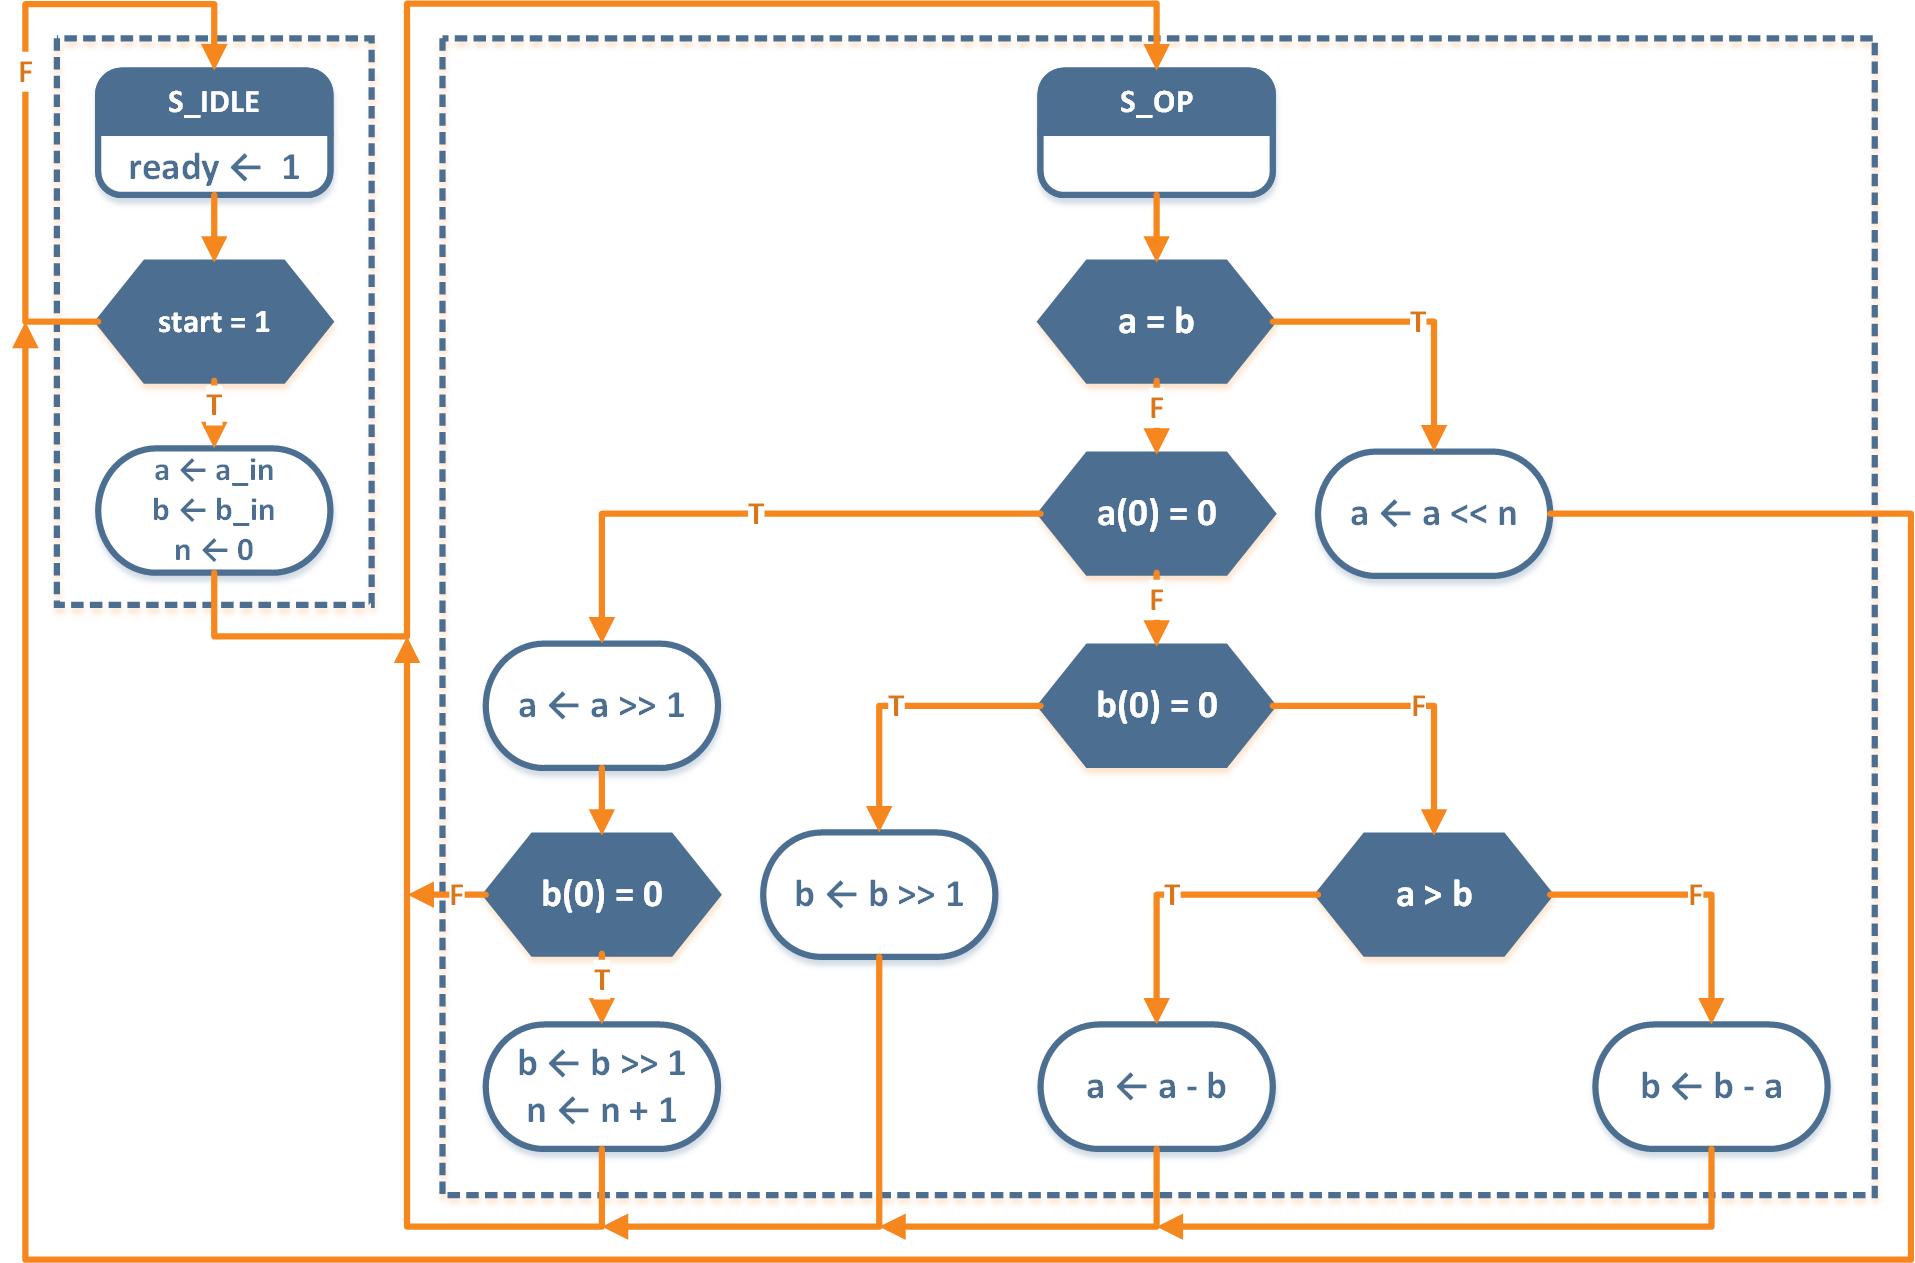 F
S_IDLE
ready ← 1
start = 1
T
a ← a_in
b ← b_in
n ← 0
S_OP
a = b
T
F
a(0) = 0
a ← a << n
T
F
a ← a >> 1
b(0) = 0
T
F
b(0) = 0
F
T
b ← b >> 1
a > b
T
F
b ← b >> 1
n ← n + 1
a ← a - b
b ← b - a